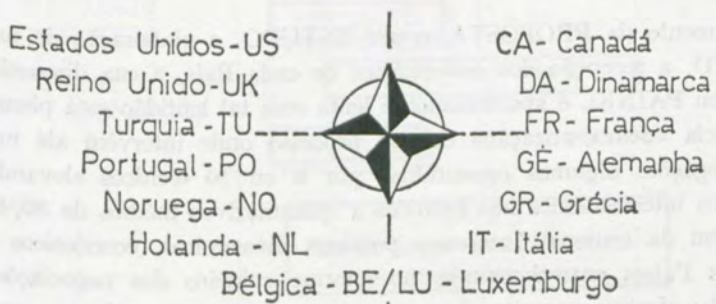 Estados Unidos-US
CA-Canadá
Reino Unido-UK
DA-Dinamarca
Turquia-TU
FR-França
Portugal-PO
GE-Alemanha
Noruega-NO
GR-Grécia
Holanda-NL
IT-Itália
Bélgica-BE/LU-Luxemburgo